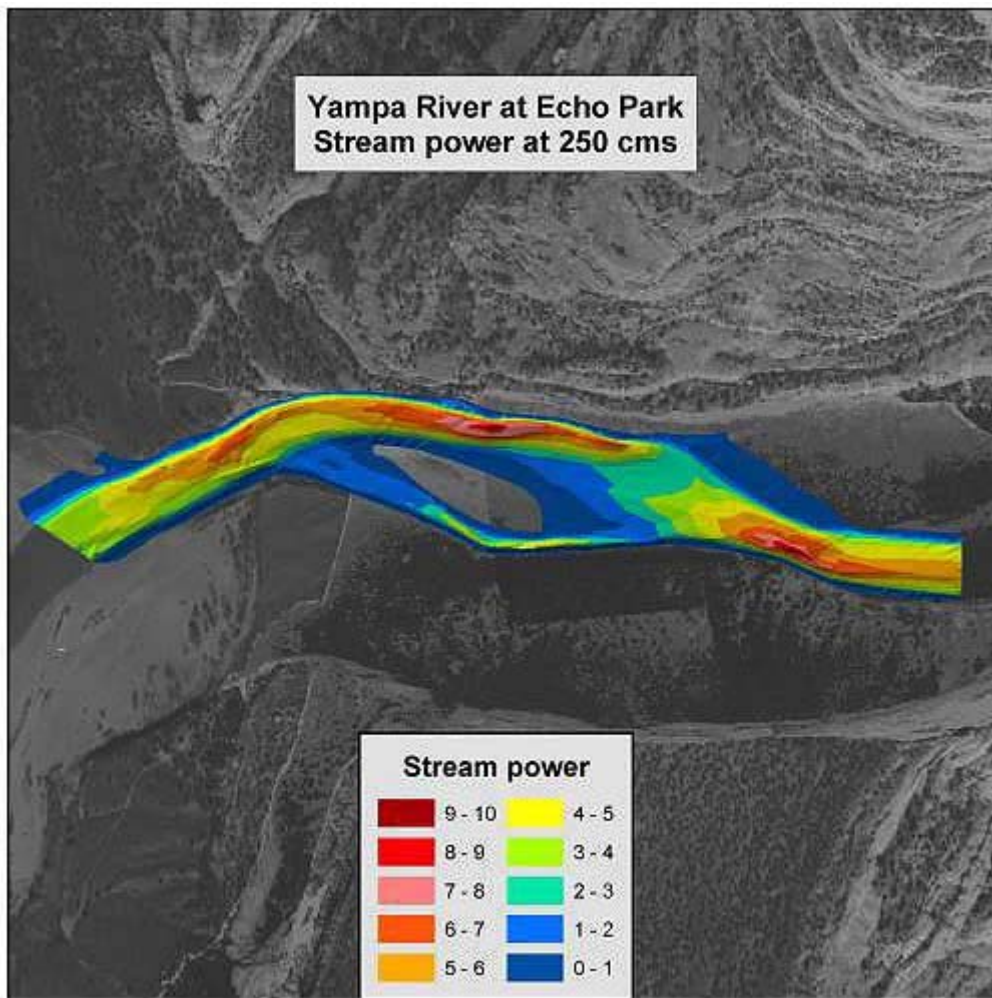 Yampa River at Echo Park
Stream power at 250 cms
Stream power
9 - 10
8 - 9
7 - 8
6 - 7
5 - 6
4 - 5
3 - 4
2 - 3
1 - 2
0 - 1